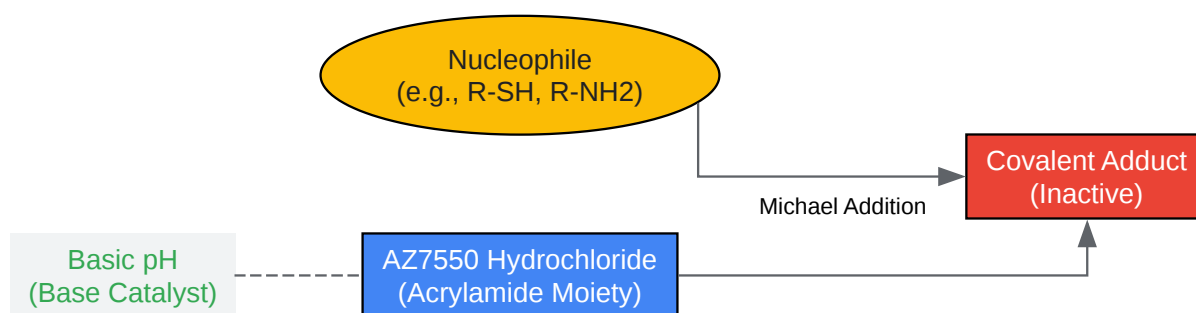 Nucleophile
(e.g., R-SH, R-NH2)
Covalent Adduct
(Inactive)
Michael Addition
Basic pH
(Base Catalyst)
AZ7550 Hydrochloride
(Acrylamide Moiety)